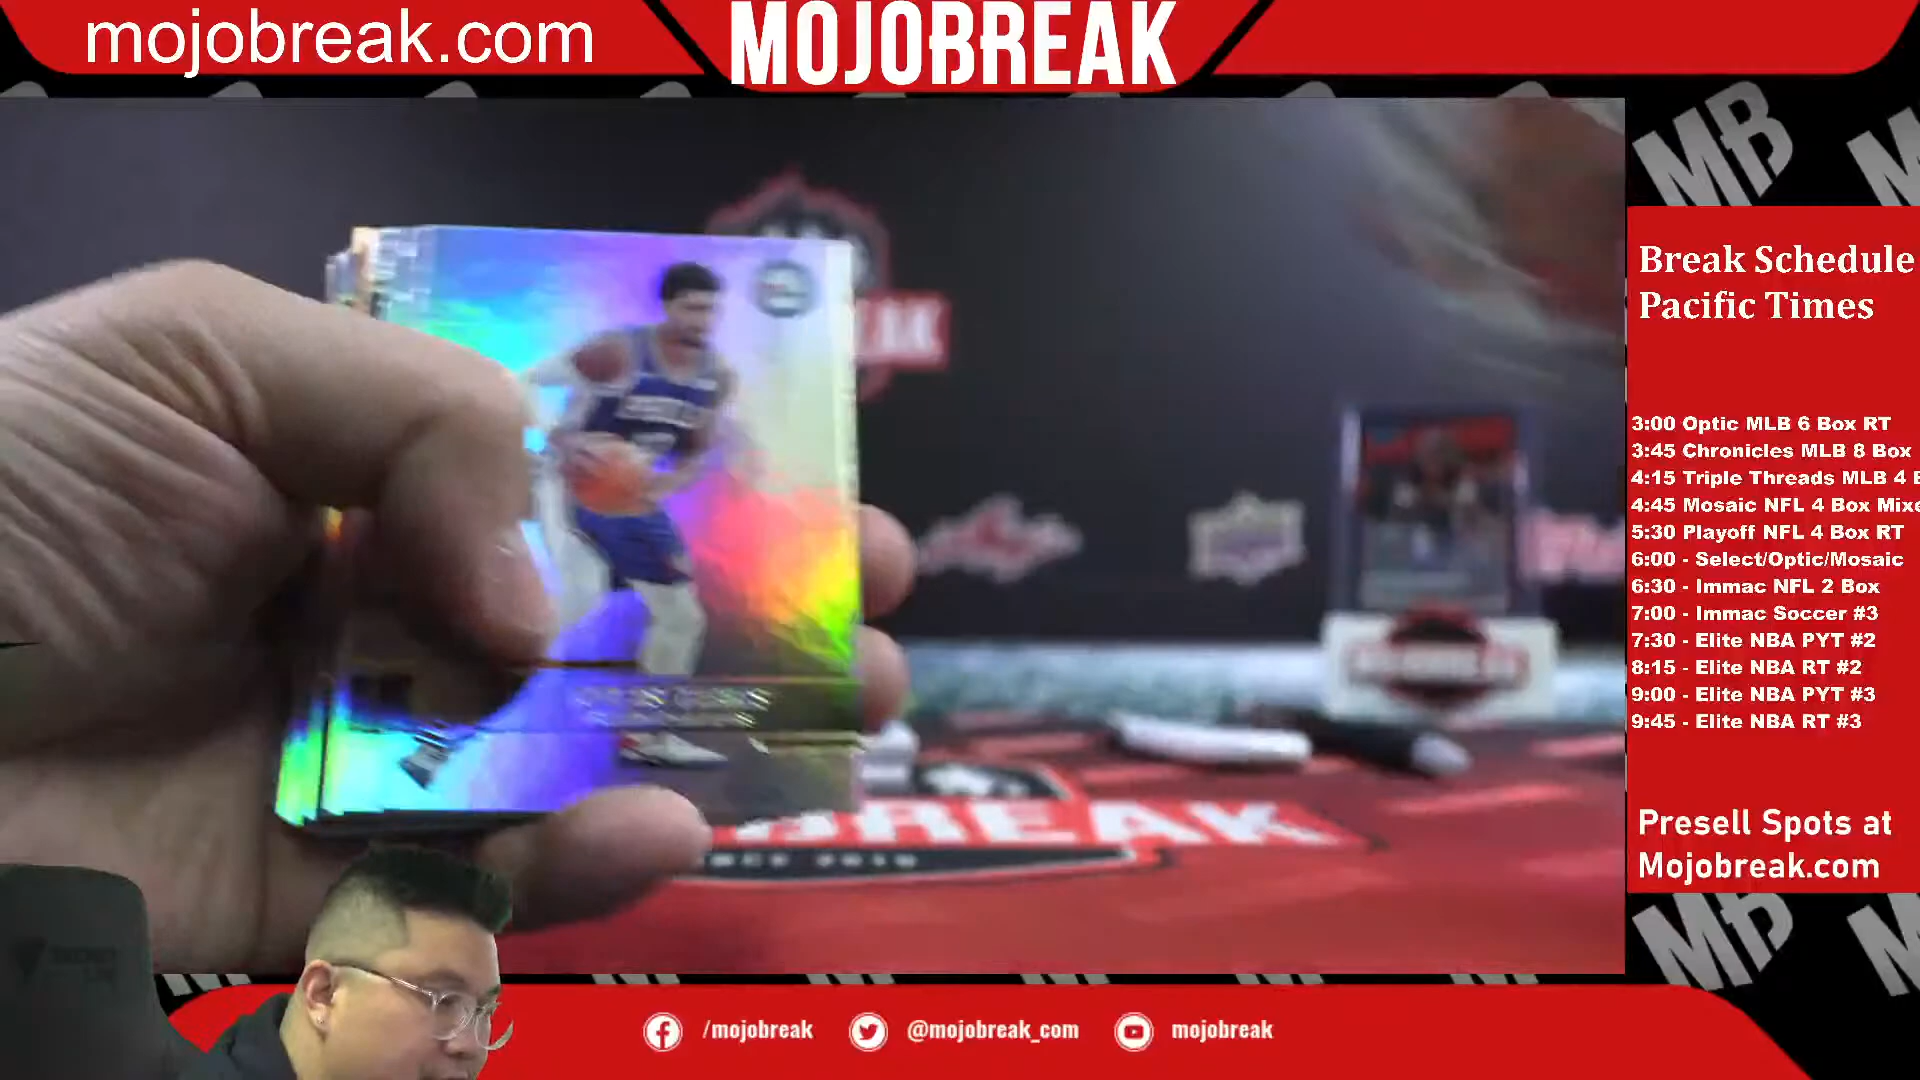 mojobreak.com
MOJOBREAK
MB
Break Schedule
Pacific Times
3:00 Optic MLB 6 Box RT
3:45 Chronicles MLB 8 Box
4:15 Triple Threads MLB 4 B
4:45 Mosaic NFL 4 Box Mixe
5:30 Playoff NFL 4 Box RT
6:00 - Select/Optic/Mosaic
6:30 - Immac NFL 2 Box
7:00 - Immac Soccer #3
7:30 - Elite NBA PYT #2
8:15 - Elite NBA RT #2
9:00 - Elite NBA PYT #3
9:45 - Elite NBA RT #3
Presell Spots at
Mojobreak.com
MB
BREAK
/mojobreak
@mojobreak_com
mojobreak